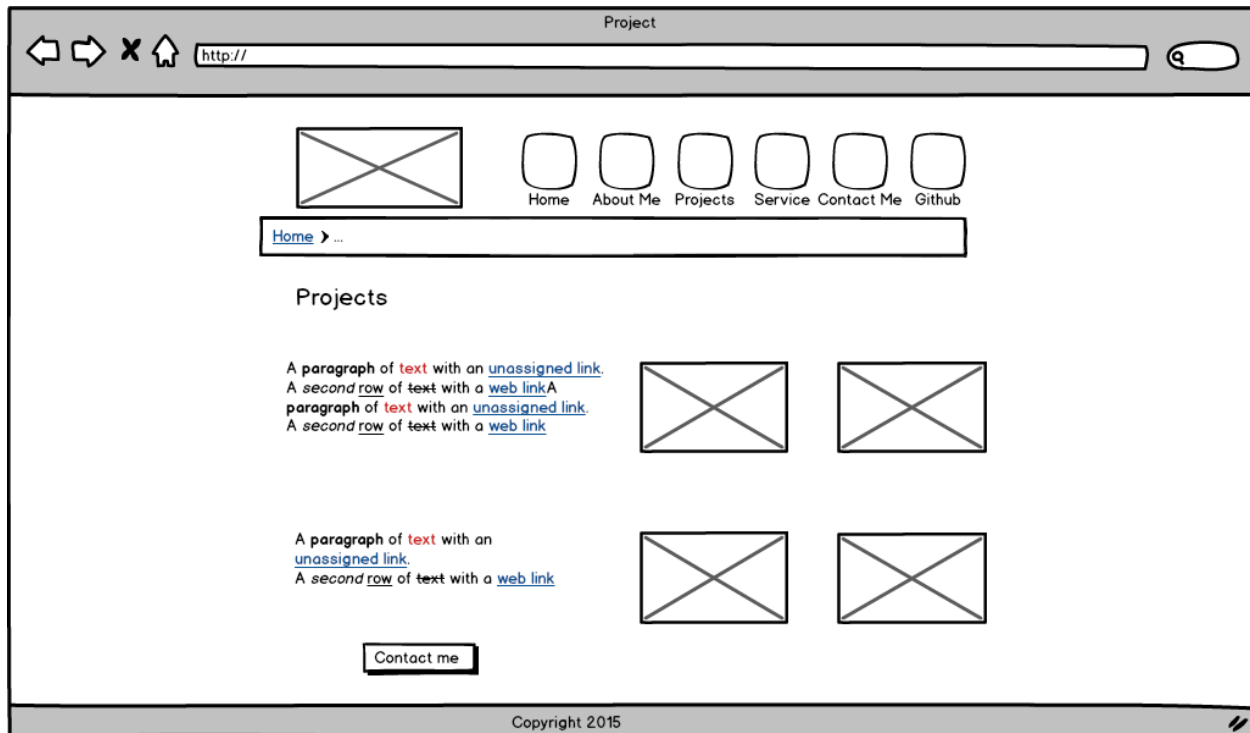 Project
http://
Home About Me Projects Service Contact Me Github
Home ❯ ...
Projects
A paragraph of text with an unassigned link.
A second row of text with a web linkA
paragraph of text with an unassigned link.
A second row of text with a web link
A paragraph of text with an
unassigned link.
A second row of text with a web link
Contact me
Copyright 2015